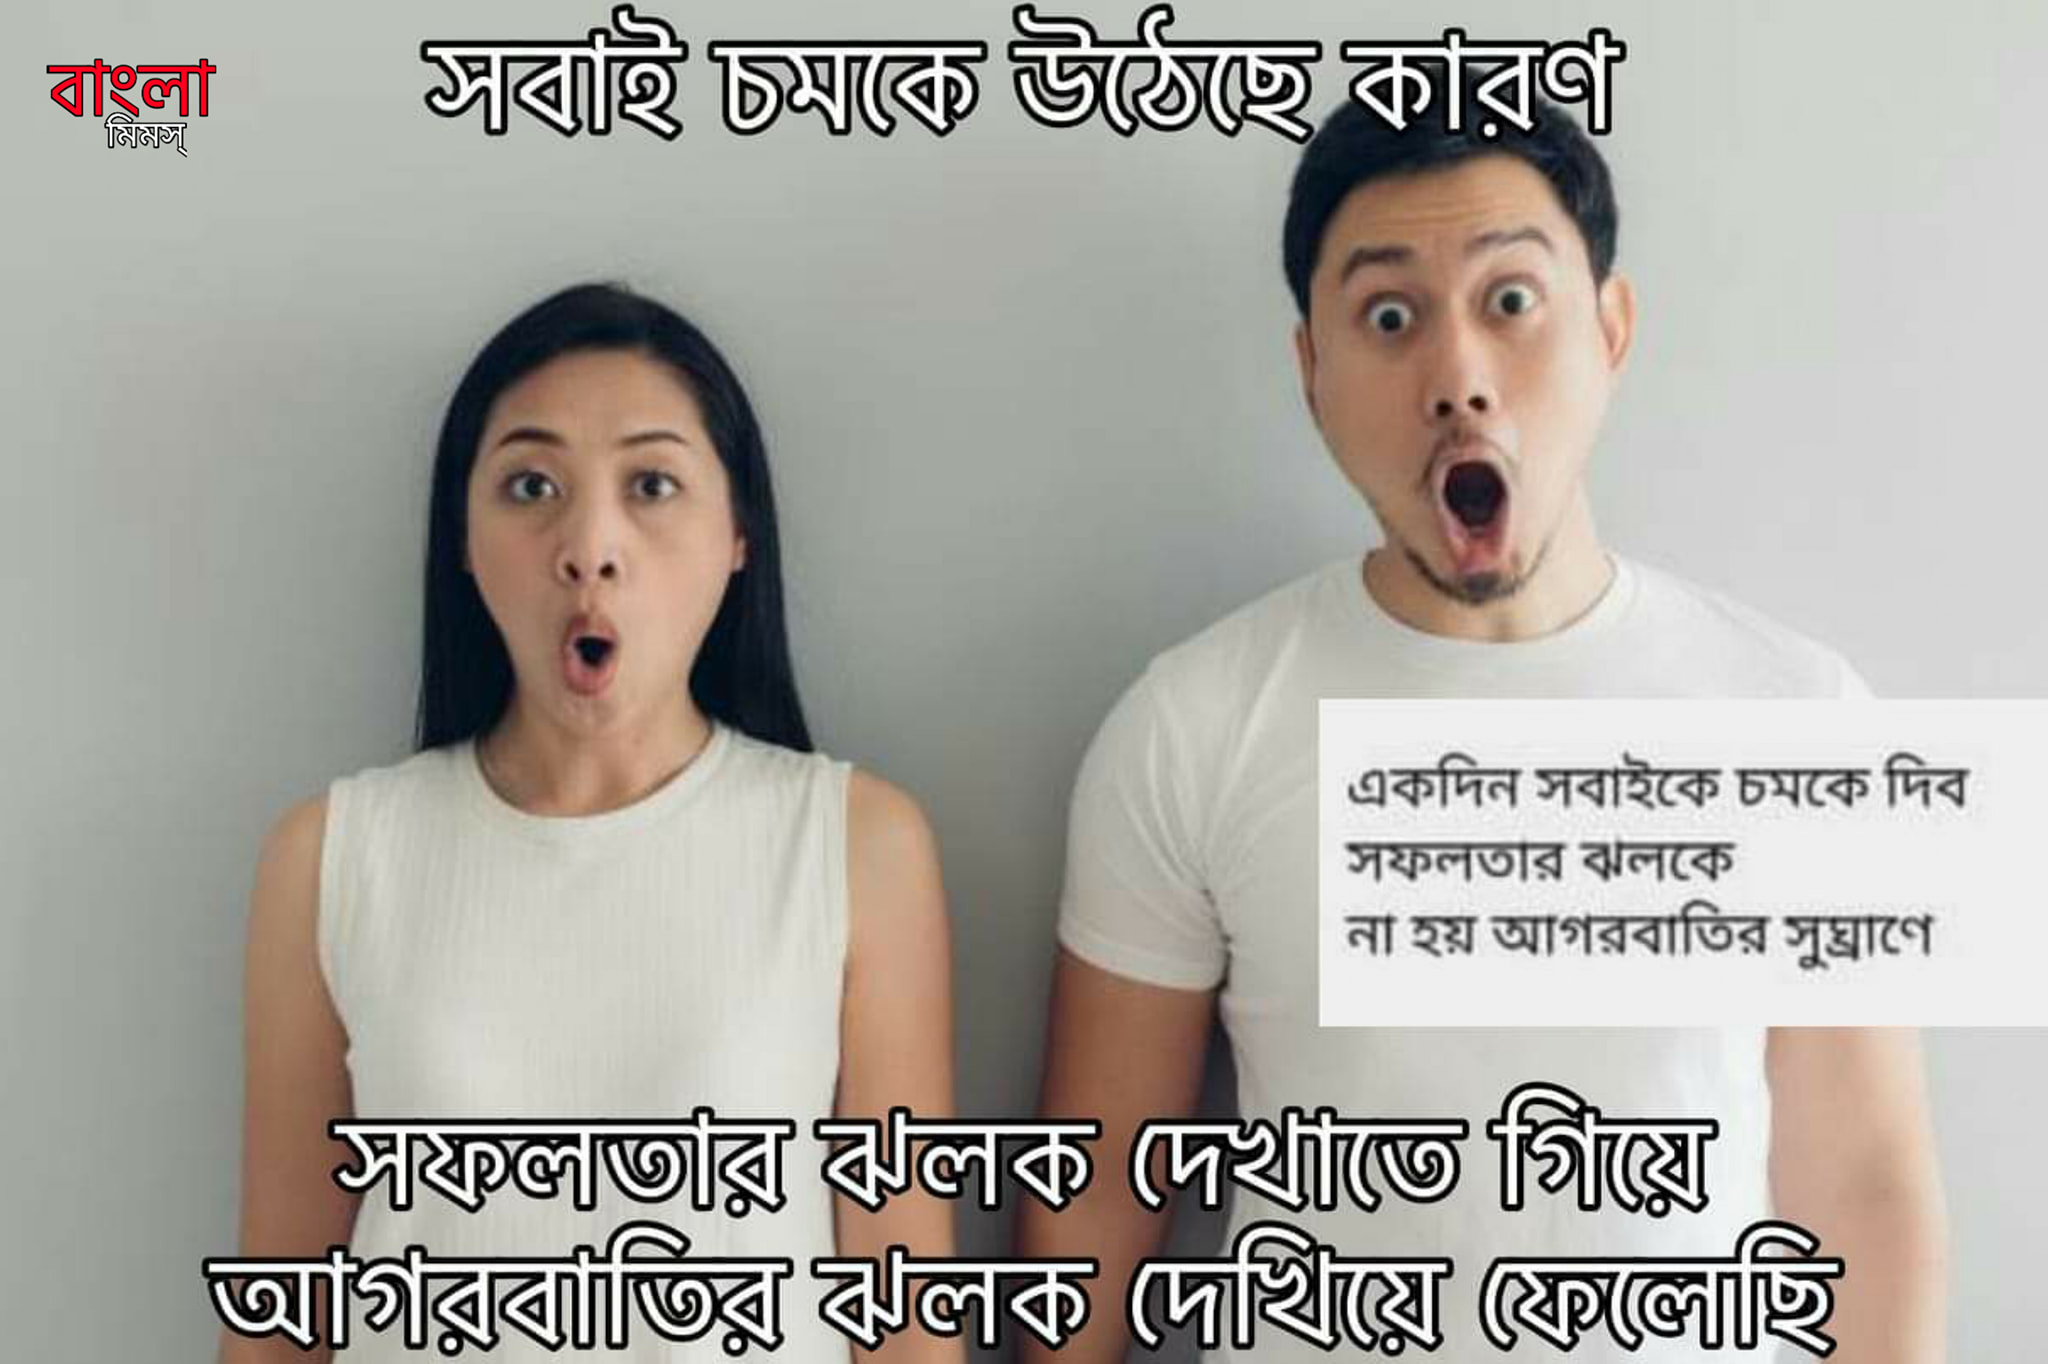 বাংলা
মিমস্
সবাই চমকে উঠেছে কারণ
একদিন সবাইকে চমকে দিব
সফলতার ঝলকে
না হয় আগরবাতির সুঘ্রাণে
সফলতার ঝলক দেখাতে গিয়ে
আগরবাতির ঝলক দেখিয়ে ফেলেছি